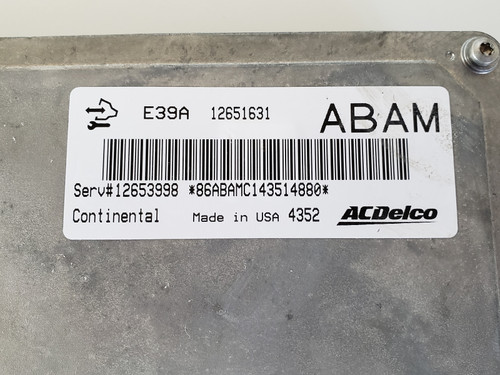 E39A 12651631 ABAM
Serv#12653998 *86ABAMC143514880*
Continental Made in USA 4352 ACDelco